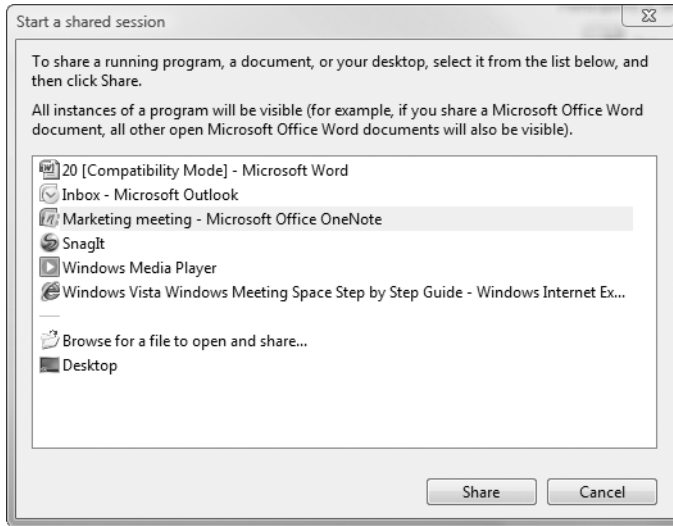 Start a shared session
To share a running program, a document, or your desktop, select it from the list below, and
then click Share.
All instances of a program will be visible (for example, if you share a Microsoft Office Word
document, all other open Microsoft Office Word documents will also be visible).
20 [Compatibility Mode] - Microsoft Word
Inbox - Microsoft Outlook
Marketing meeting - Microsoft Office OneNote
SnagIt
Windows Media Player
Windows Vista Windows Meeting Space Step by Step Guide - Windows Internet Ex...
Browse for a file to open and share...
Desktop
Share Cancel